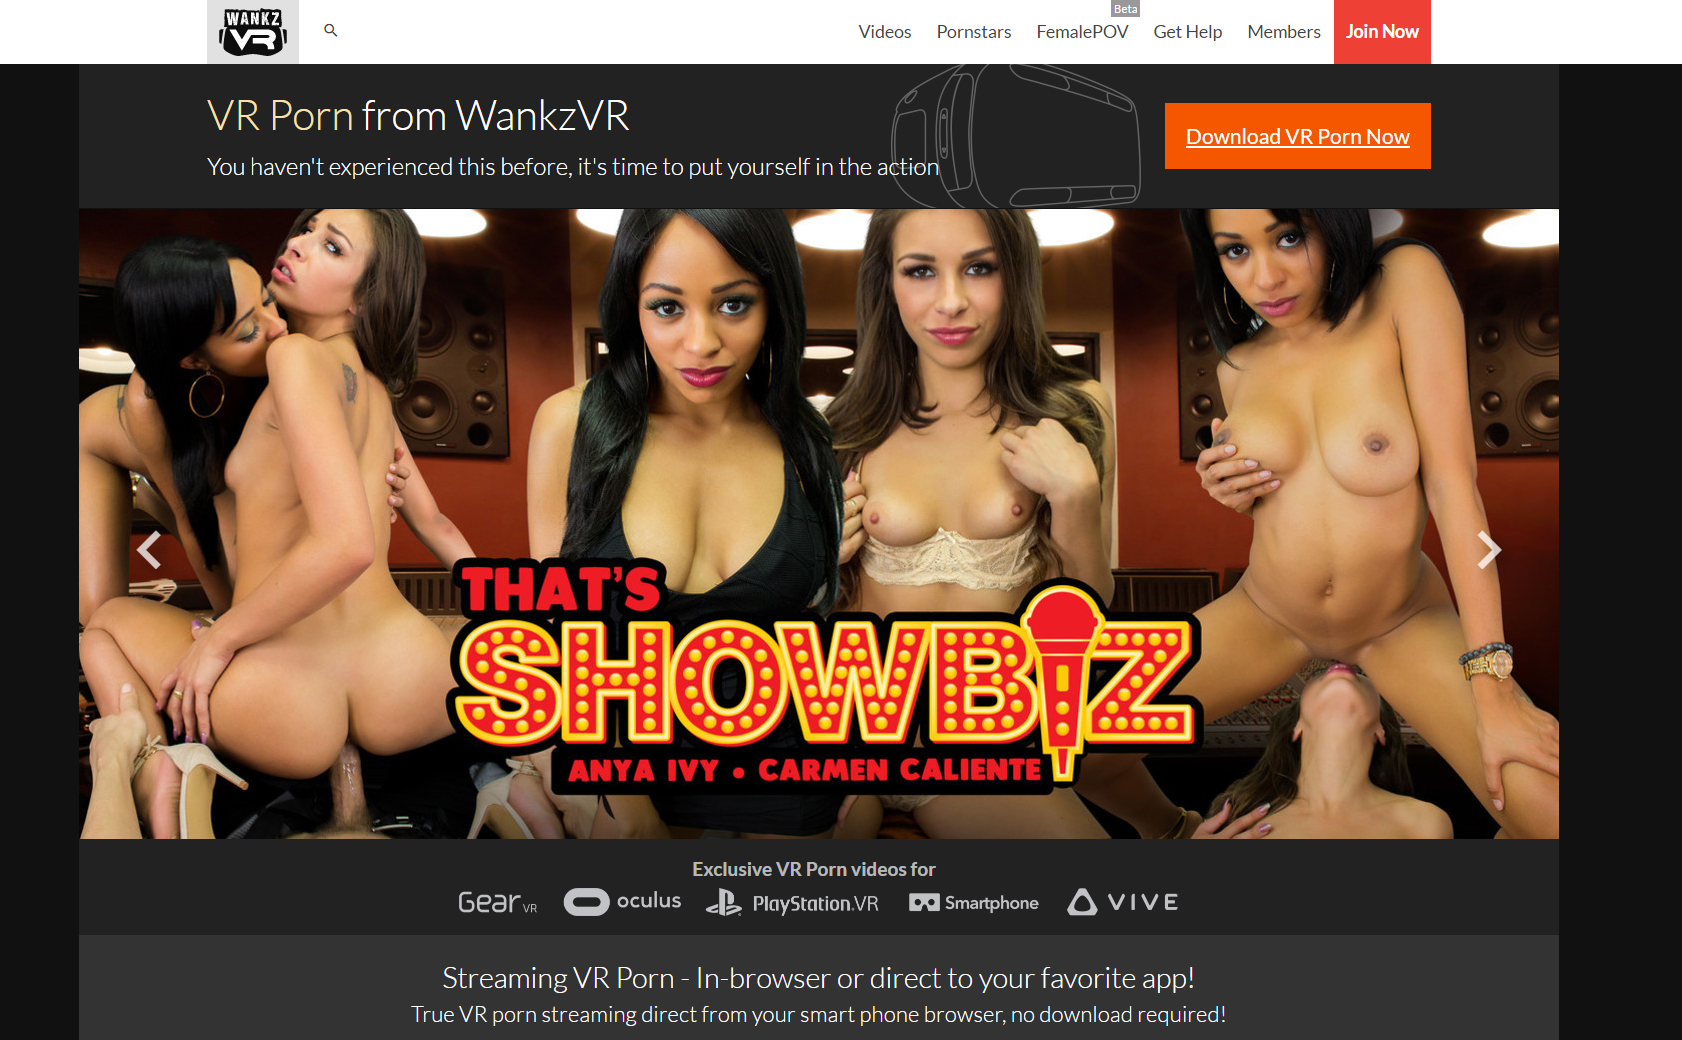 WANKZ
VR
Videos
Pornstars
FemalePOV
Beta
Get Help
Members
Join Now
VR Porn from WankzVR
You haven't experienced this before, it's time to put yourself in the action
Download VR Porn Now
THAT'S
SHOWBIZ
ANYA IVY • CARMEN CALIENTE
Exclusive VR Porn videos for
Gear VR
oculus
PlayStation.VR
Smartphone
VIVE
Streaming VR Porn - In-browser or direct to your favorite app!
True VR porn streaming direct from your smart phone browser, no download required!